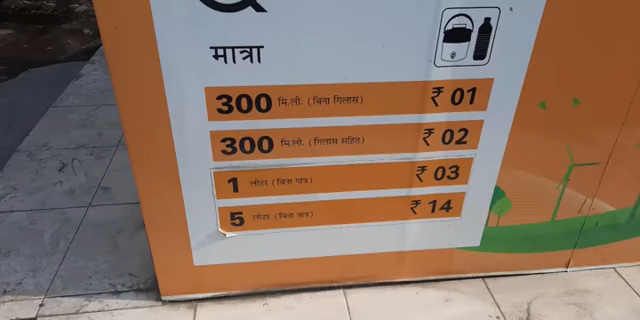 मात्रा
300 मि.ली. (बिना गिलास) ₹ 01
300 मि.ली. (गिलास सहित) ₹ 02
1 लीटर (बिना पात्र) ₹ 03
5 लीटर (बिना पात्र) ₹ 14